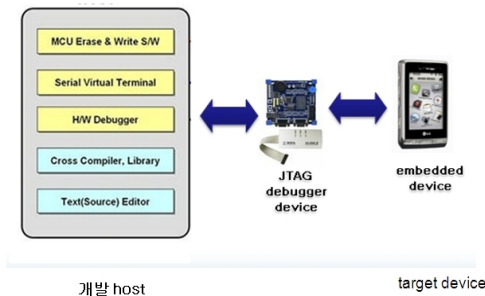 MCU Erase & Write S/W
Serial Virtual Terminal
H/W Debugger
Cross Compiler, Library
Text(Source) Editor
JTAG
debugger
device
embedded
device
개발 host
target device